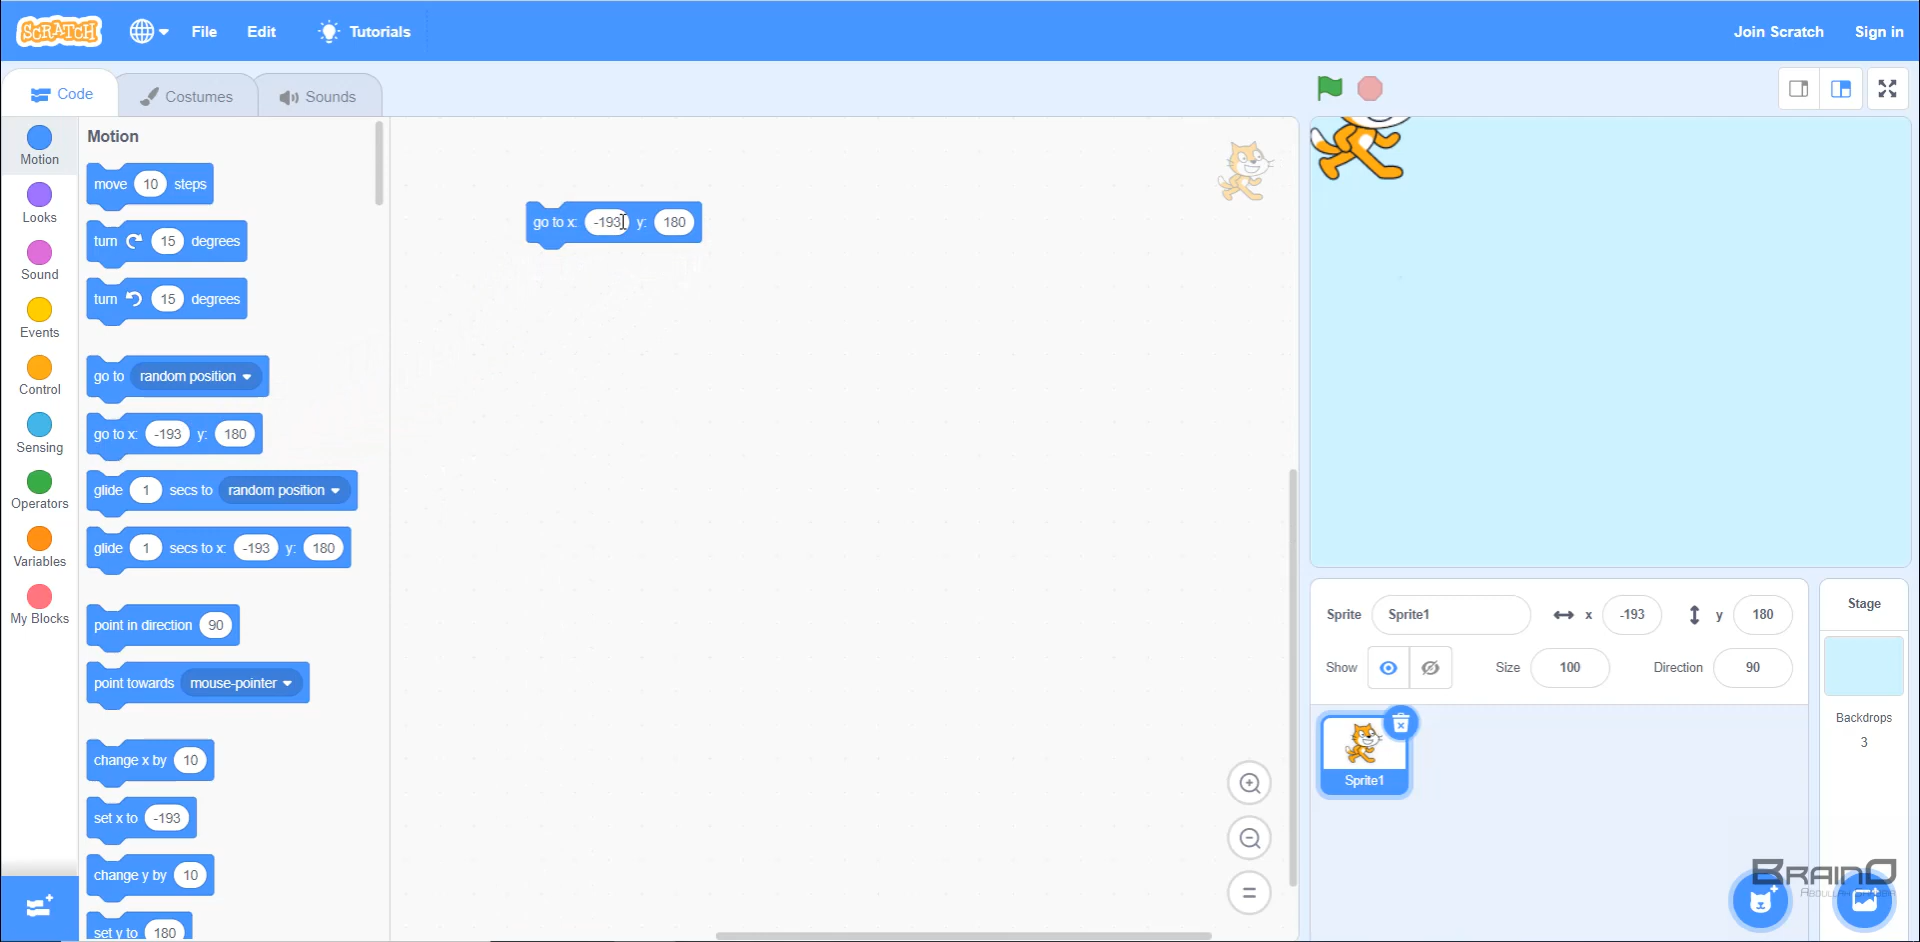 SCRATCH
File
Edit
Tutorials
Join Scratch
Sign in
Code
Costumes
Sounds
Motion
Looks
Sound
Events
Control
Sensing
Operators
Variables
My Blocks
Motion
move 10 steps
turn 15 degrees
turn 15 degrees
go to random position
go to x: -193 y: 180
glide 1 secs to random position
glide 1 secs to x: -193 y: 180
point in direction 90
point towards mouse-pointer
change x by 10
set x to -193
change y by 10
set y to 180
go to x: -193 y: 180
Sprite Sprite1 x -193 y 180
Show Size 100 Direction 90
Sprite1
Stage
Backdrops
3